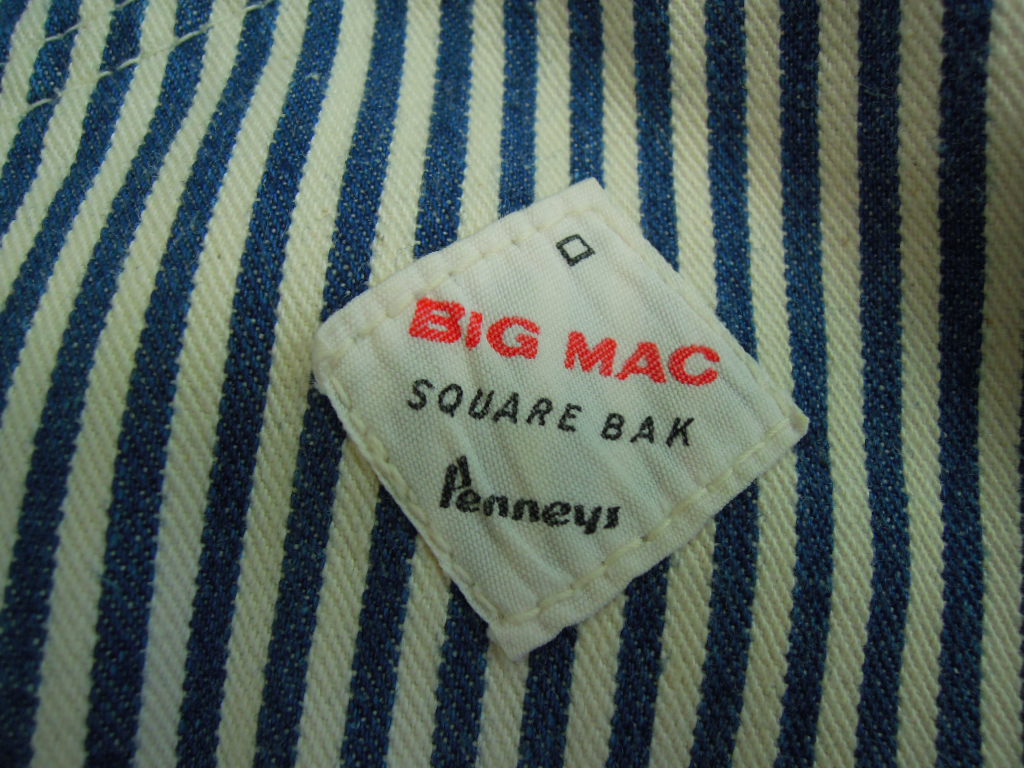 BIG MAC
SQUARE BAK
Penneys